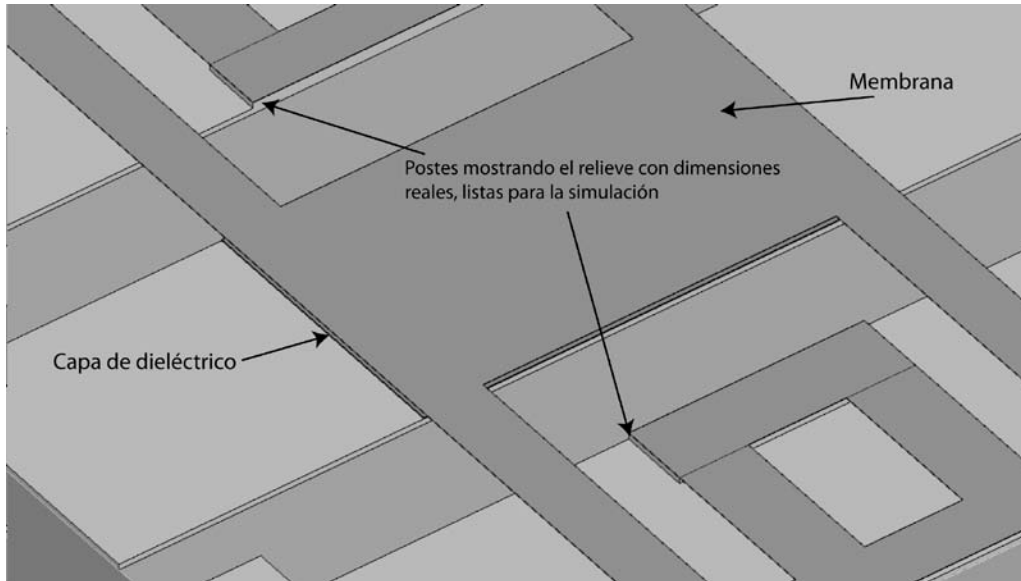 Membrana
Postes mostrando el relieve con dimensiones
reales, listas para la simulación
Capa de dieléctrico